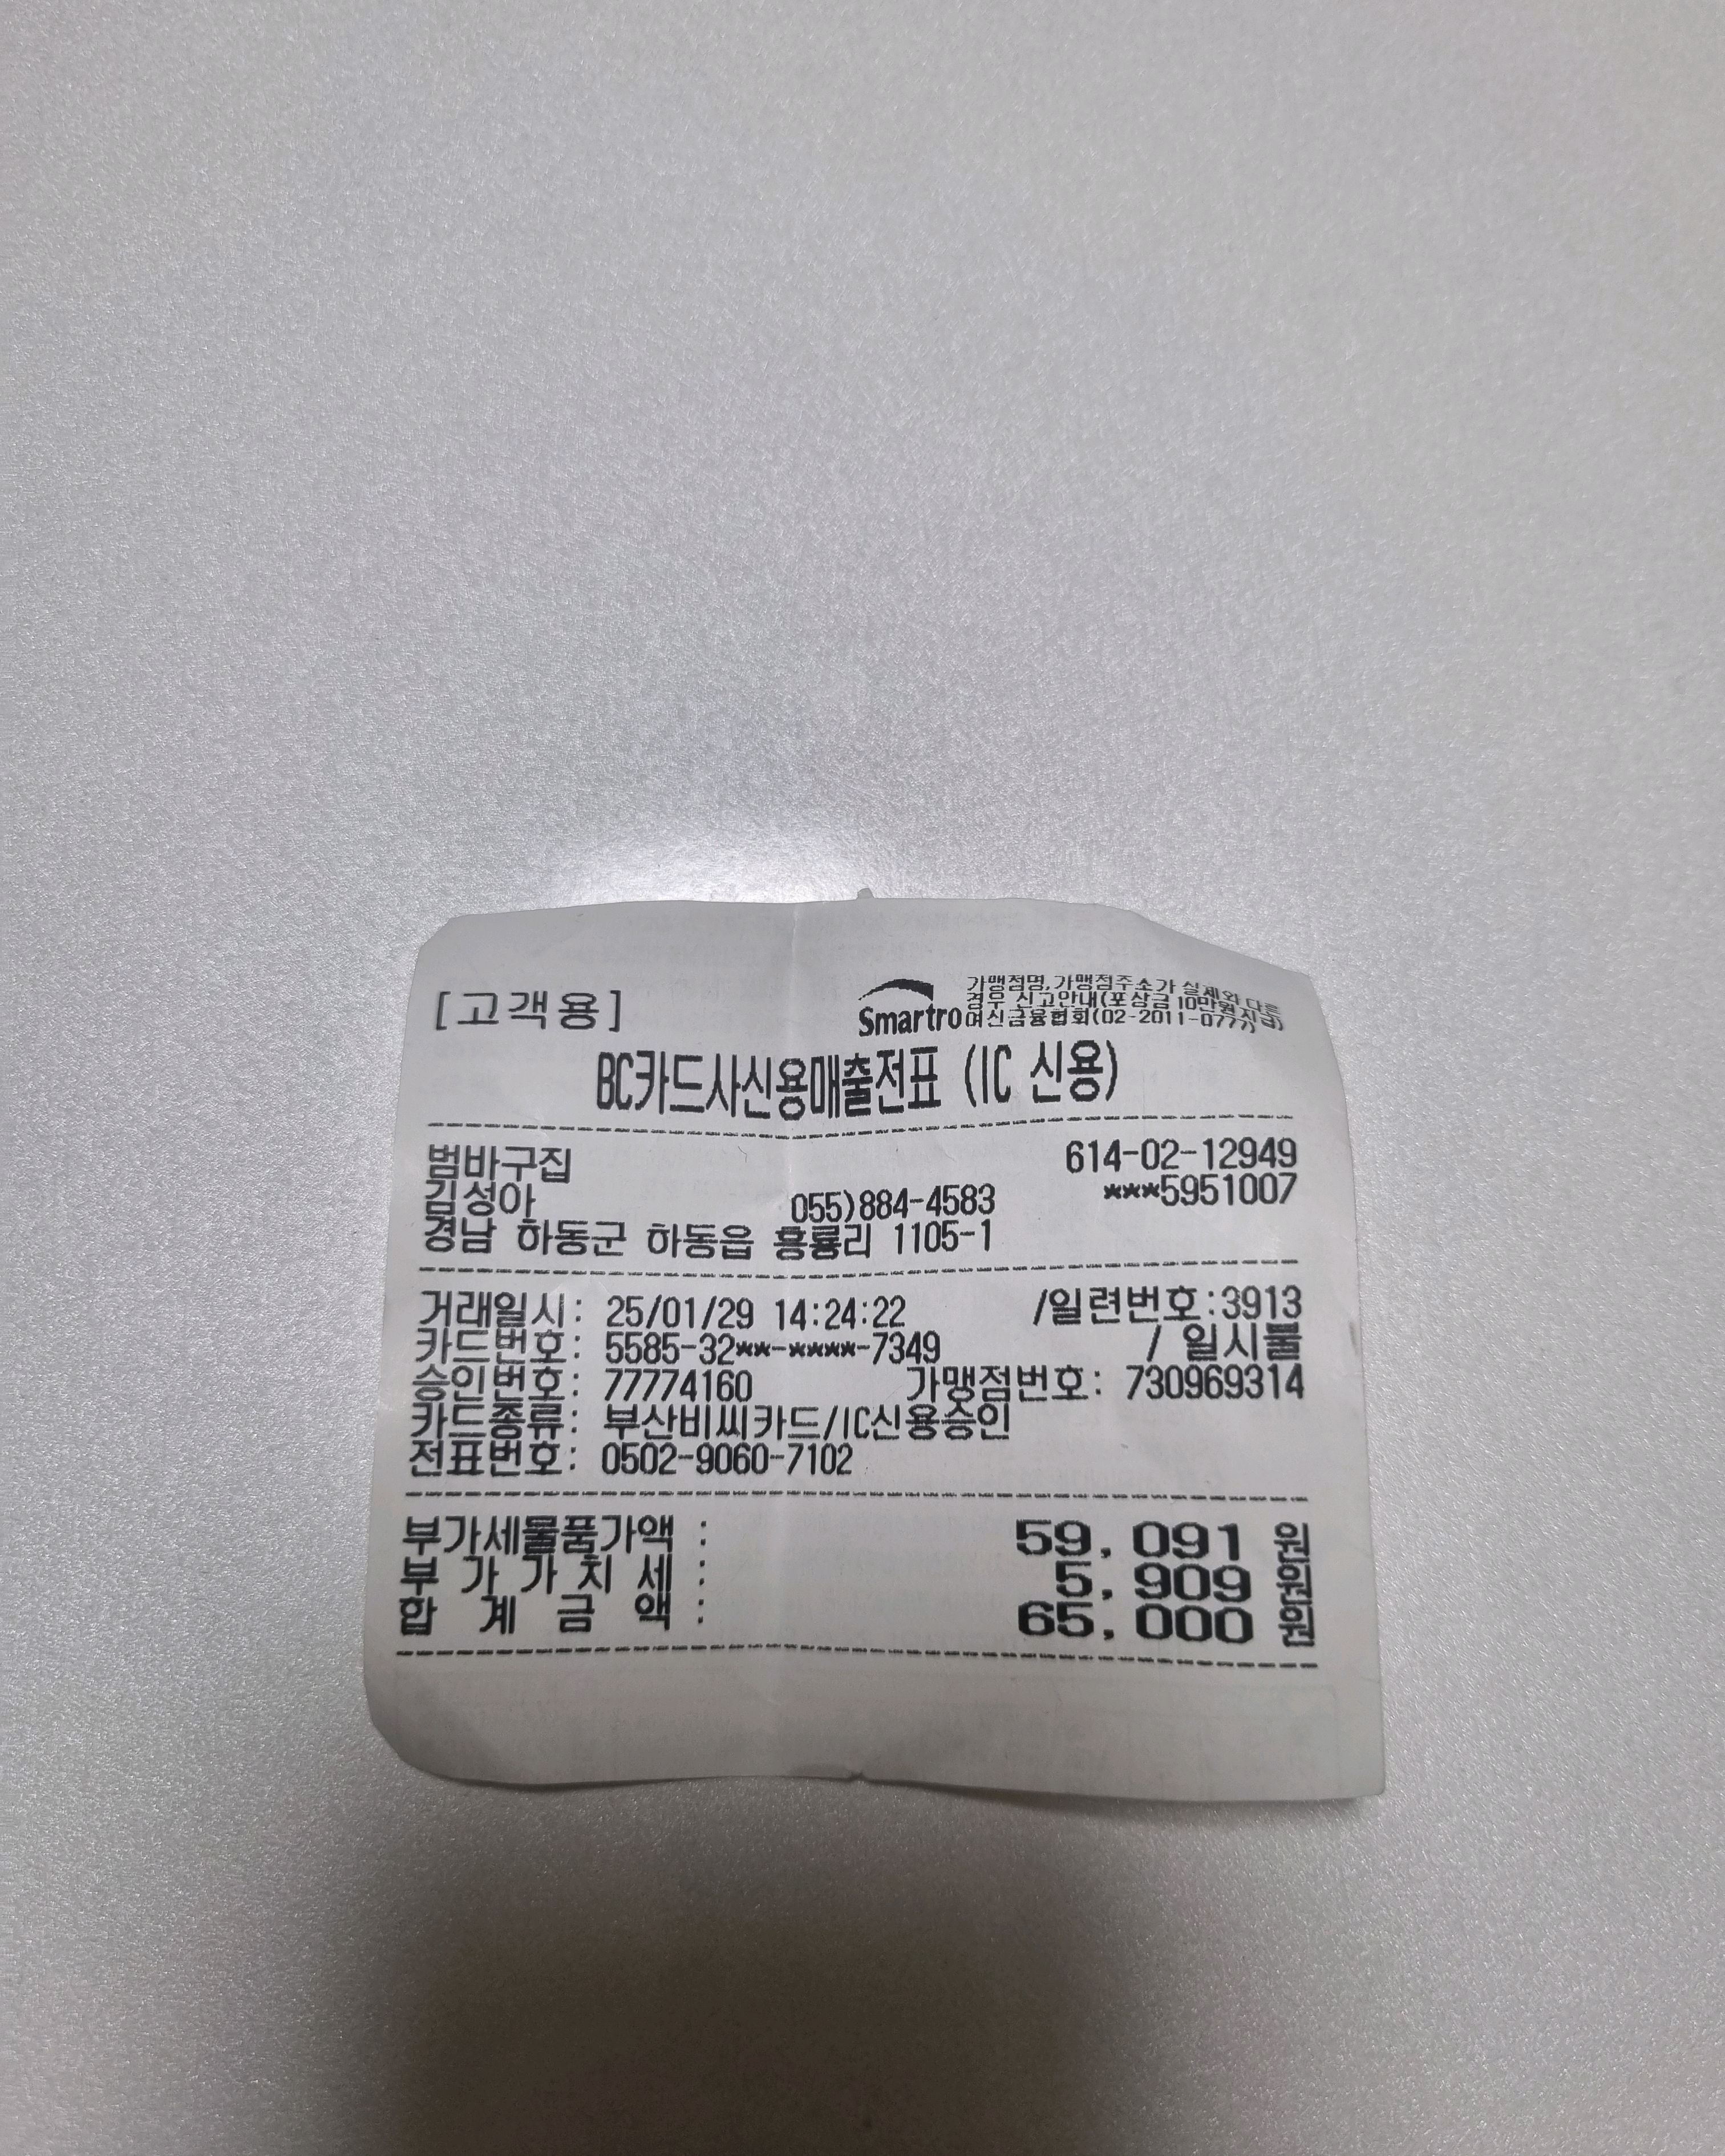 [고객용]
Smartro 가맹점명, 가맹점주소가 실제와 다른
경우 신고안내(포상금 10만원 지급)
여신금융협회(02-2011-0777)
BC카드사신용매출전표 (IC 신용)
범바구집 614-02-12949
김성아 055)884-4583 ***5951007
경남 하동군 하동읍 흥룡리 1105-1
거래일시: 25/01/29 14:24:22 /일련번호:3913
카드번호: 5585-32**-****-7349 / 일시불
승인번호: 77774160 가맹점번호: 730969314
카드종류: 부산비씨카드/IC신용승인
전표번호: 0502-9060-7102
부가세물품가액 : 59,091 원
부 가 가 치 세 : 5,909 원
합 계 금 액 : 65,000 원